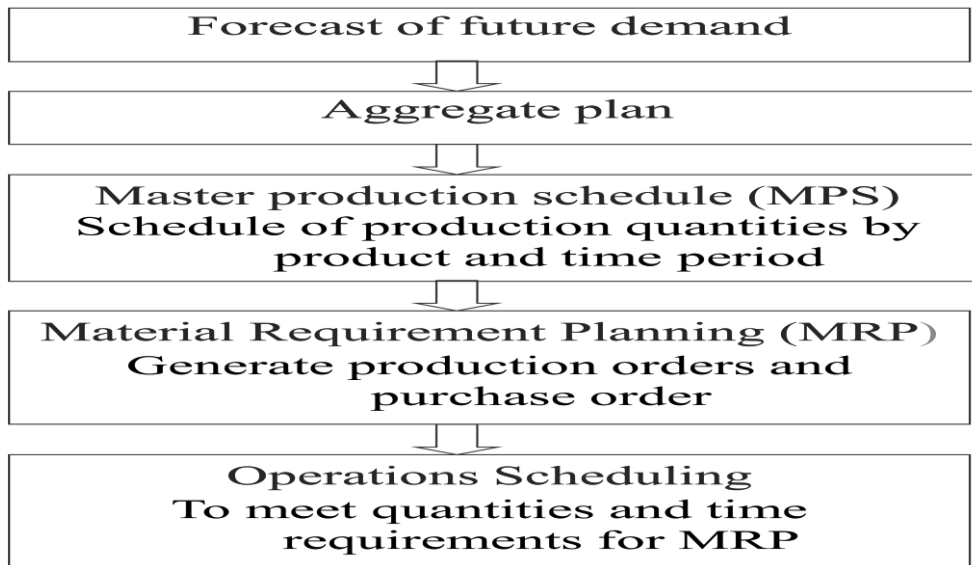 Forecast of future demand
Aggregate plan
Master production schedule (MPS)
Schedule of production quantities by
product and time period
Material Requirement Planning (MRP)
Generate production orders and
purchase order
Operations Scheduling
To meet quantities and time
requirements for MRP